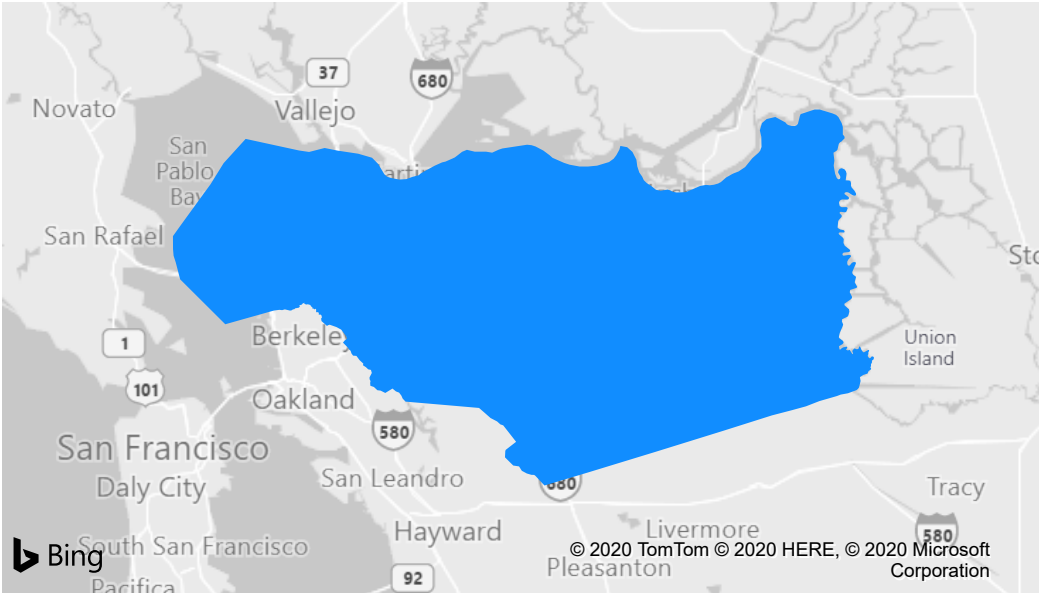 37
680
Novato
Vallejo
San
Pablo
Bay
San Rafael
Sto
1
Berkeley
Union
Island
101
Oakland
580
San Francisco
680
Daly City
San Leandro
Tracy
580
Hayward
Livermore
Bing
South San Francisco
© 2020 TomTom © 2020 HERE, © 2020 Microsoft
Corporation
Pleasanton
92
Pacifica